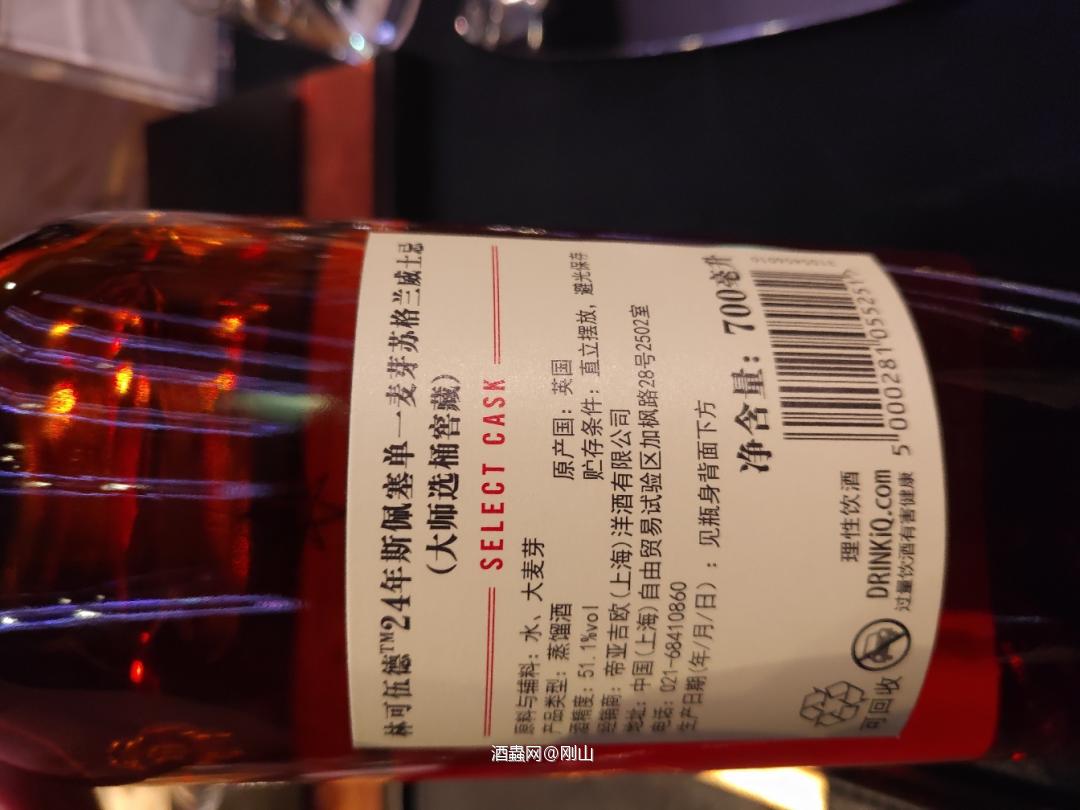 林可伍德™24年斯佩塞单一麦芽苏格兰威士忌
(大师选桶窖藏)
SELECT CASK
原料与辅料：水、大麦芽
产品类型：蒸馏酒
原产国：英国
酒精度：51.1%vol
贮存条件：直立摆放，避光保存
经销商：帝亚吉欧(上海)洋酒有限公司
地址：中国(上海)自由贸易试验区加枫路28号2502室
电话：021-68410860
生产日期(年/月/日)：见瓶身背面下方
净含量：700毫升
理性饮酒
DRINKiQ.com
过量饮酒有害健康
可回收
5 000281 055251
酒蟲网@刚山